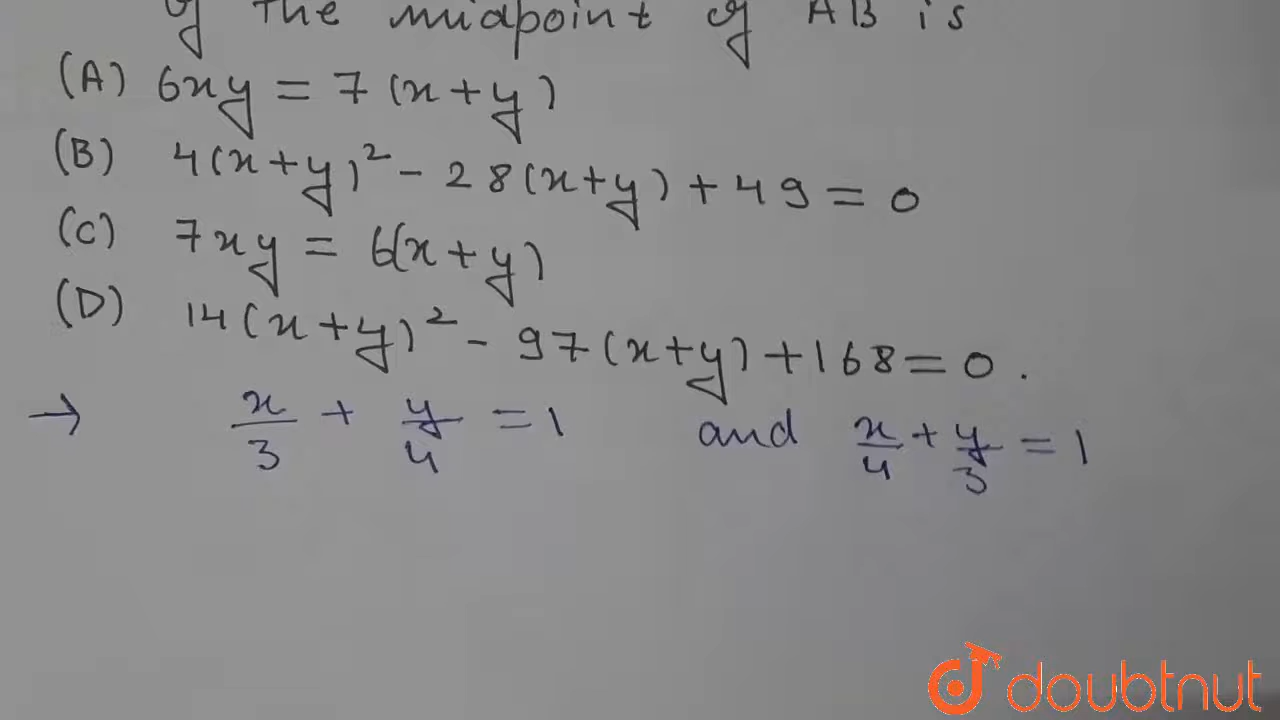 of the midpoint of AB is
(A) 6xy = 7(x+y)
(B) 4(x+y)² - 28(x+y) + 49 = 0
(C) 7xy = 6(x+y)
(D) 14(x+y)² - 97(x+y) + 168 = 0.
→ x/3 + y/4 = 1 and x/4 + y/3 = 1
doubtnut